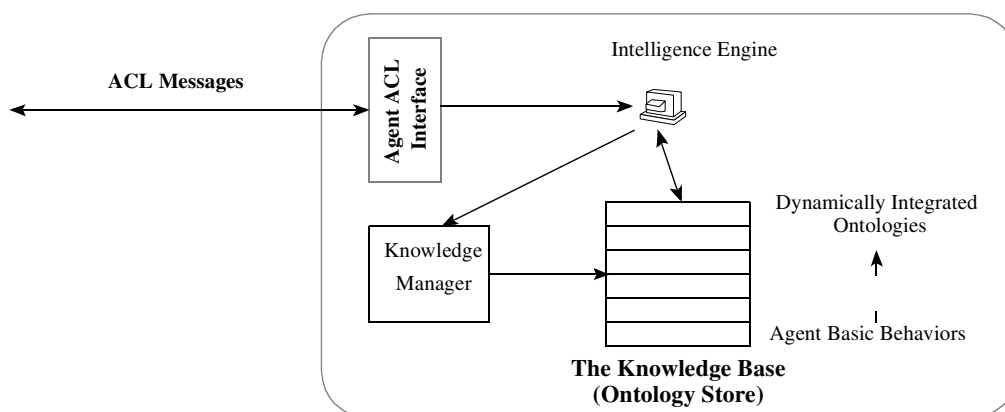 Intelligence Engine
ACL Messages
Agent ACL
Interface
Dynamically Integrated
Ontologies
Knowledge
Manager
Agent Basic Behaviors
The Knowledge Base
(Ontology Store)